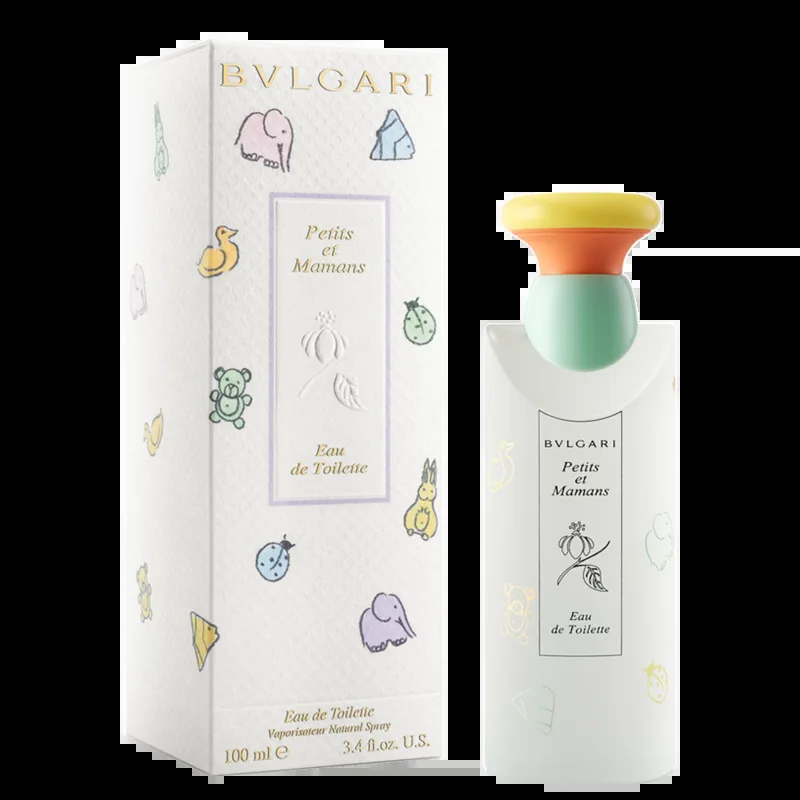 BVLGARI
Petits
et
Mamans
Eau
de Toilette
Eau de Toilette
Vaporisateur Natural Spray
100 ml ℮
3.4 fl.oz. U.S.
BVLGARI
Petits
et
Mamans
Eau
de Toilette